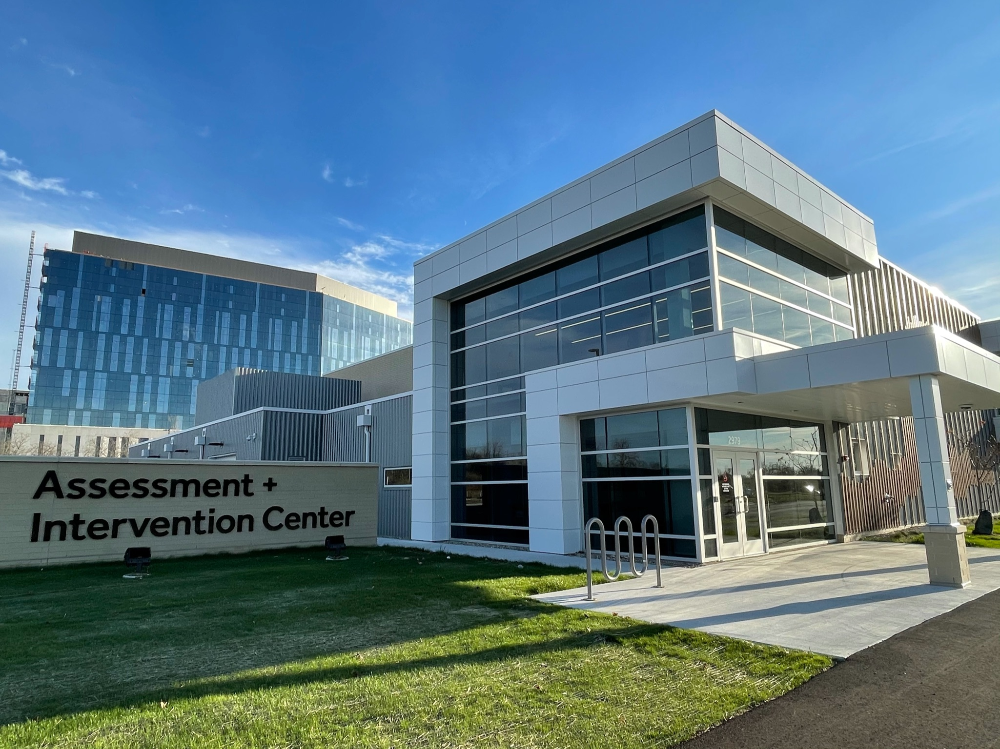 Assessment +
Intervention Center
2979